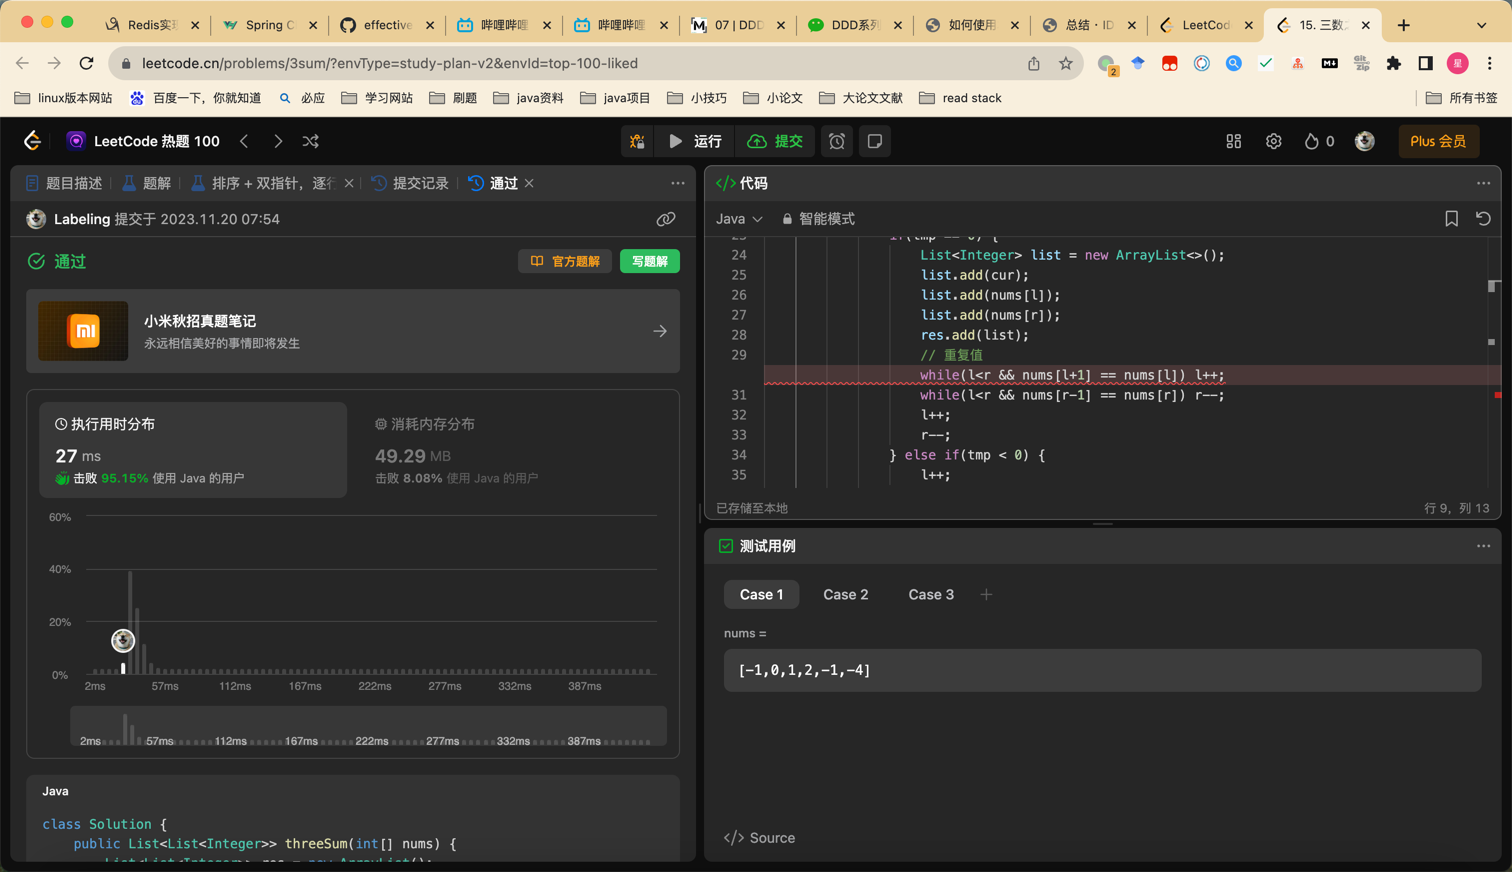 Redis实
Spring C
effective
哔哩哔哩
哔哩哔哩
07 | DDD
DDD系列
如何使用
总结 · ID
LeetCod
15. 三数
leetcode.cn/problems/3sum/?envType=study-plan-v2&envId=top-100-liked
2
Git
zip
星
linux版本网站
百度一下，你就知道
必应
学习网站
刷题
java资料
java项目
小技巧
小论文
大论文文献
read stack
所有书签
LeetCode 热题 100
运行
提交
0
Plus 会员
题目描述
题解
排序 + 双指针，逐行
提交记录
通过
</>代码
Labeling 提交于 2023.11.20 07:54
Java
智能模式
通过
官方题解
写题解
小米秋招真题笔记
永远相信美好的事情即将发生
执行用时分布
27 ms
击败 95.15% 使用 Java 的用户
消耗内存分布
49.29 MB
击败 8.08% 使用 Java 的用户
60%
40%
20%
0%
2ms 57ms 112ms 167ms 222ms 277ms 332ms 387ms
2ms 57ms 112ms 167ms 222ms 277ms 332ms 387ms
Java
class Solution {
public List<List<Integer>> threeSum(int[] nums) {
List<List<Integer>> res = new ArrayList();
23 if(tmp == 0) {
24 List<Integer> list = new ArrayList<>();
25 list.add(cur);
26 list.add(nums[l]);
27 list.add(nums[r]);
28 res.add(list);
29 // 重复值
while(l<r && nums[l+1] == nums[l]) l++;
31 while(l<r && nums[r-1] == nums[r]) r--;
32 l++;
33 r--;
34 } else if(tmp < 0) {
35 l++;
已存储至本地
行 9，列 13
测试用例
Case 1
Case 2
Case 3
nums =
[-1,0,1,2,-1,-4]
</> Source